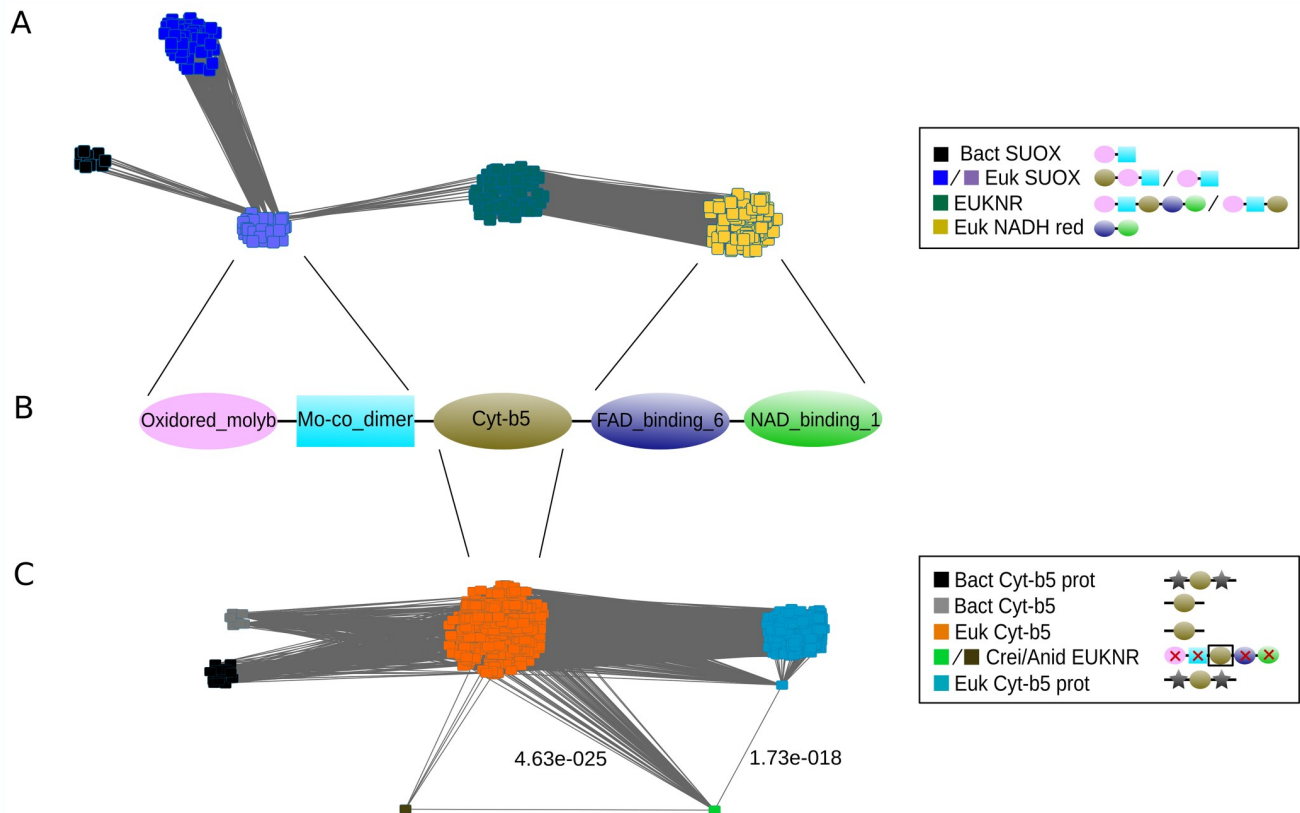 A
Bact SUOX
/ Euk SUOX /
EUKNR /
Euk NADH red
B
Oxidored_molyb Mo-co_dimer Cyt-b5 FAD_binding_6 NAD_binding_1
C
Bact Cyt-b5 prot
Bact Cyt-b5
Euk Cyt-b5
/ Crei/Anid EUKNR
Euk Cyt-b5 prot
4.63e-025 1.73e-018